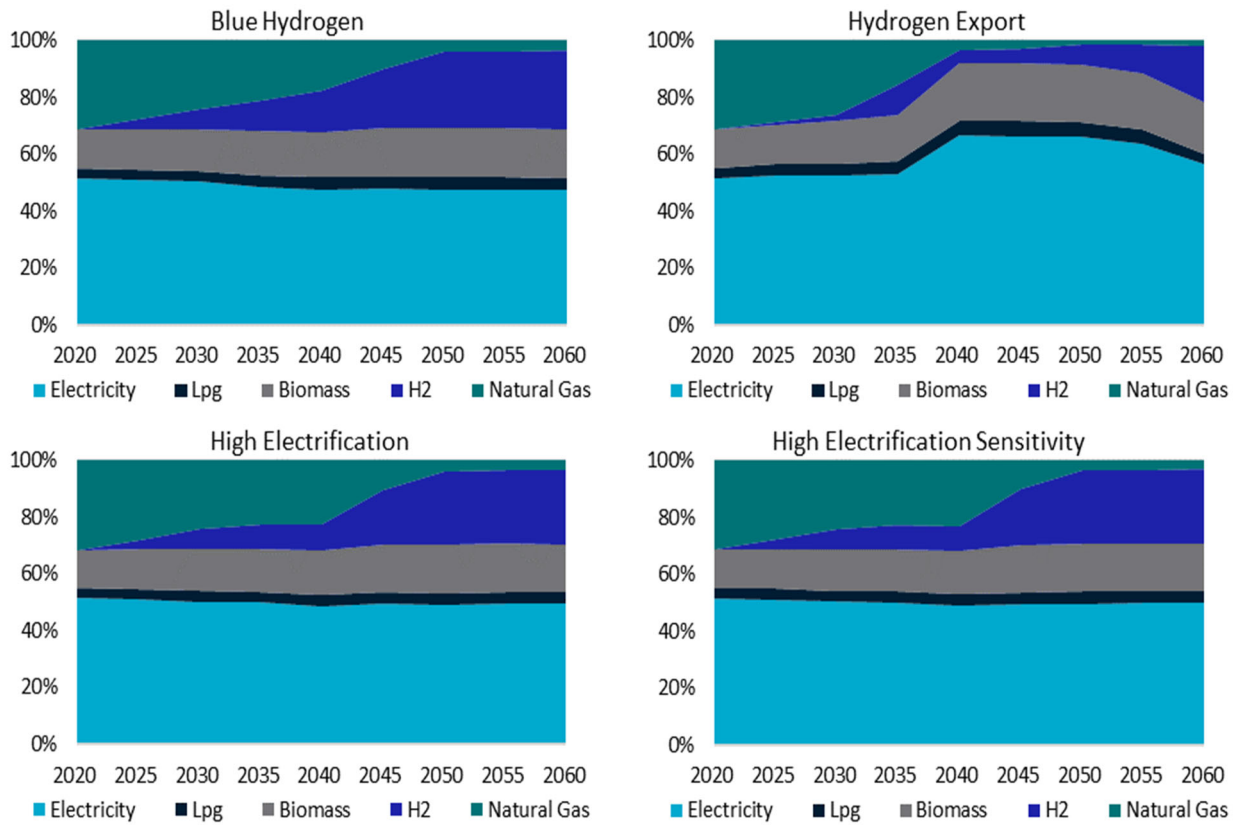 Blue Hydrogen
100%
80%
60%
40%
20%
0%
2020 2025 2030 2035 2040 2045 2050 2055 2060
Electricity Lpg Biomass H2 Natural Gas
Hydrogen Export
100%
80%
60%
40%
20%
0%
2020 2025 2030 2035 2040 2045 2050 2055 2060
Electricity Lpg Biomass H2 Natural Gas
High Electrification
100%
80%
60%
40%
20%
0%
2020 2025 2030 2035 2040 2045 2050 2055 2060
Electricity Lpg Biomass H2 Natural Gas
High Electrification Sensitivity
100%
80%
60%
40%
20%
0%
2020 2025 2030 2035 2040 2045 2050 2055 2060
Electricity Lpg Biomass H2 Natural Gas